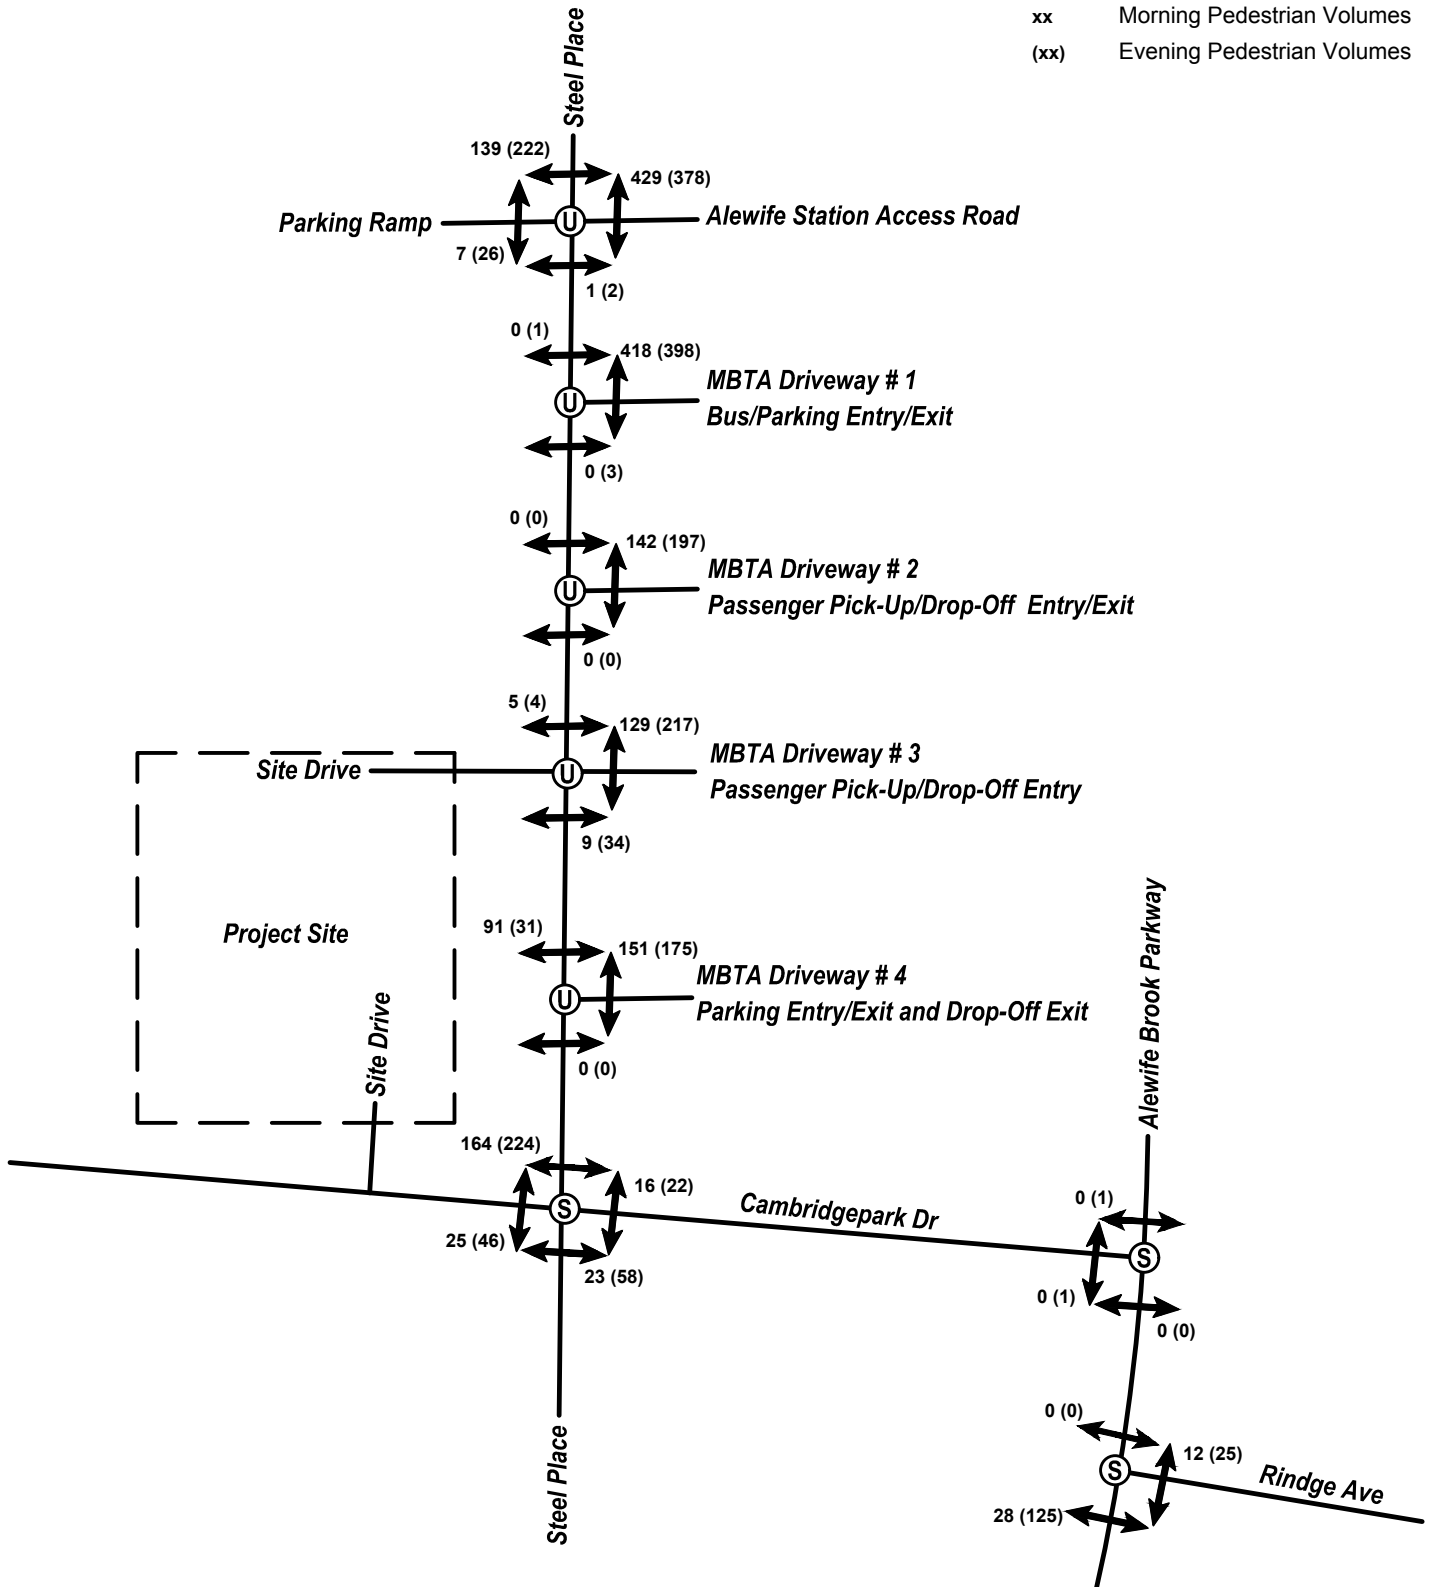 xx Morning Pedestrian Volumes
(xx) Evening Pedestrian Volumes
Steel Place
139 (222)
429 (378)
Parking Ramp
U
Alewife Station Access Road
7 (26)
1 (2)
0 (1)
418 (398)
MBTA Driveway # 1
U
Bus/Parking Entry/Exit
0 (3)
0 (0)
142 (197)
MBTA Driveway # 2
U
Passenger Pick-Up/Drop-Off Entry/Exit
0 (0)
5 (4)
129 (217)
MBTA Driveway # 3
Site Drive
U
Passenger Pick-Up/Drop-Off Entry
9 (34)
Project Site
91 (31)
151 (175)
MBTA Driveway # 4
U
Parking Entry/Exit and Drop-Off Exit
Site Drive
0 (0)
Alewife Brook Parkway
164 (224)
16 (22)
S
Cambridgepark Dr
25 (46)
23 (58)
0 (1)
S
0 (1)
0 (0)
Steel Place
0 (0)
12 (25)
S
Rindge Ave
28 (125)